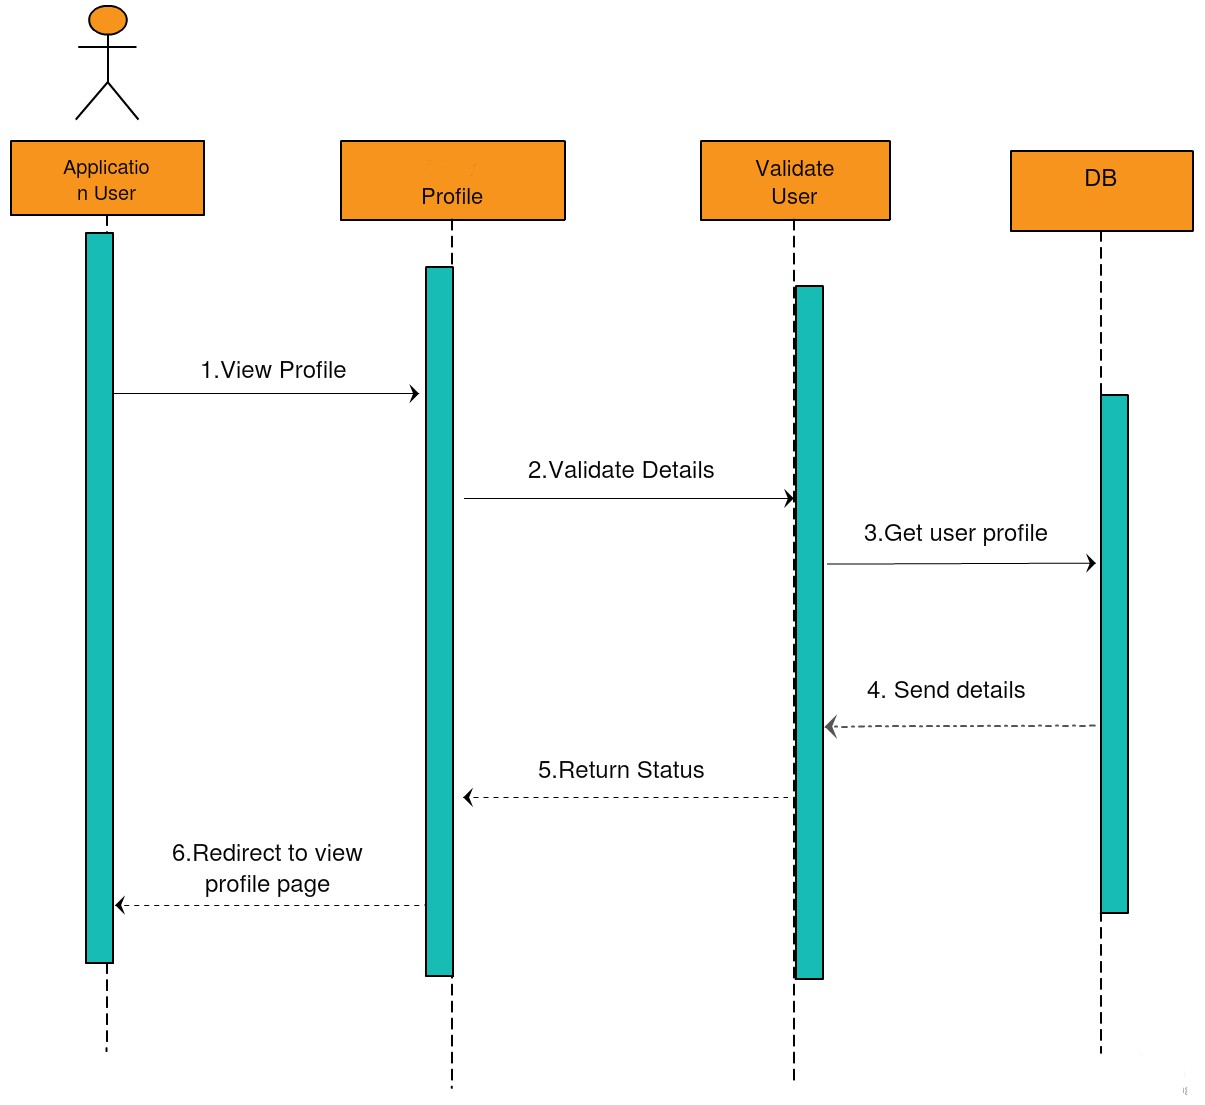 Applicatio
n User
Profile
Validate
User
DB
1.View Profile
2.Validate Details
3.Get user profile
4. Send details
5.Return Status
6.Redirect to view
profile page